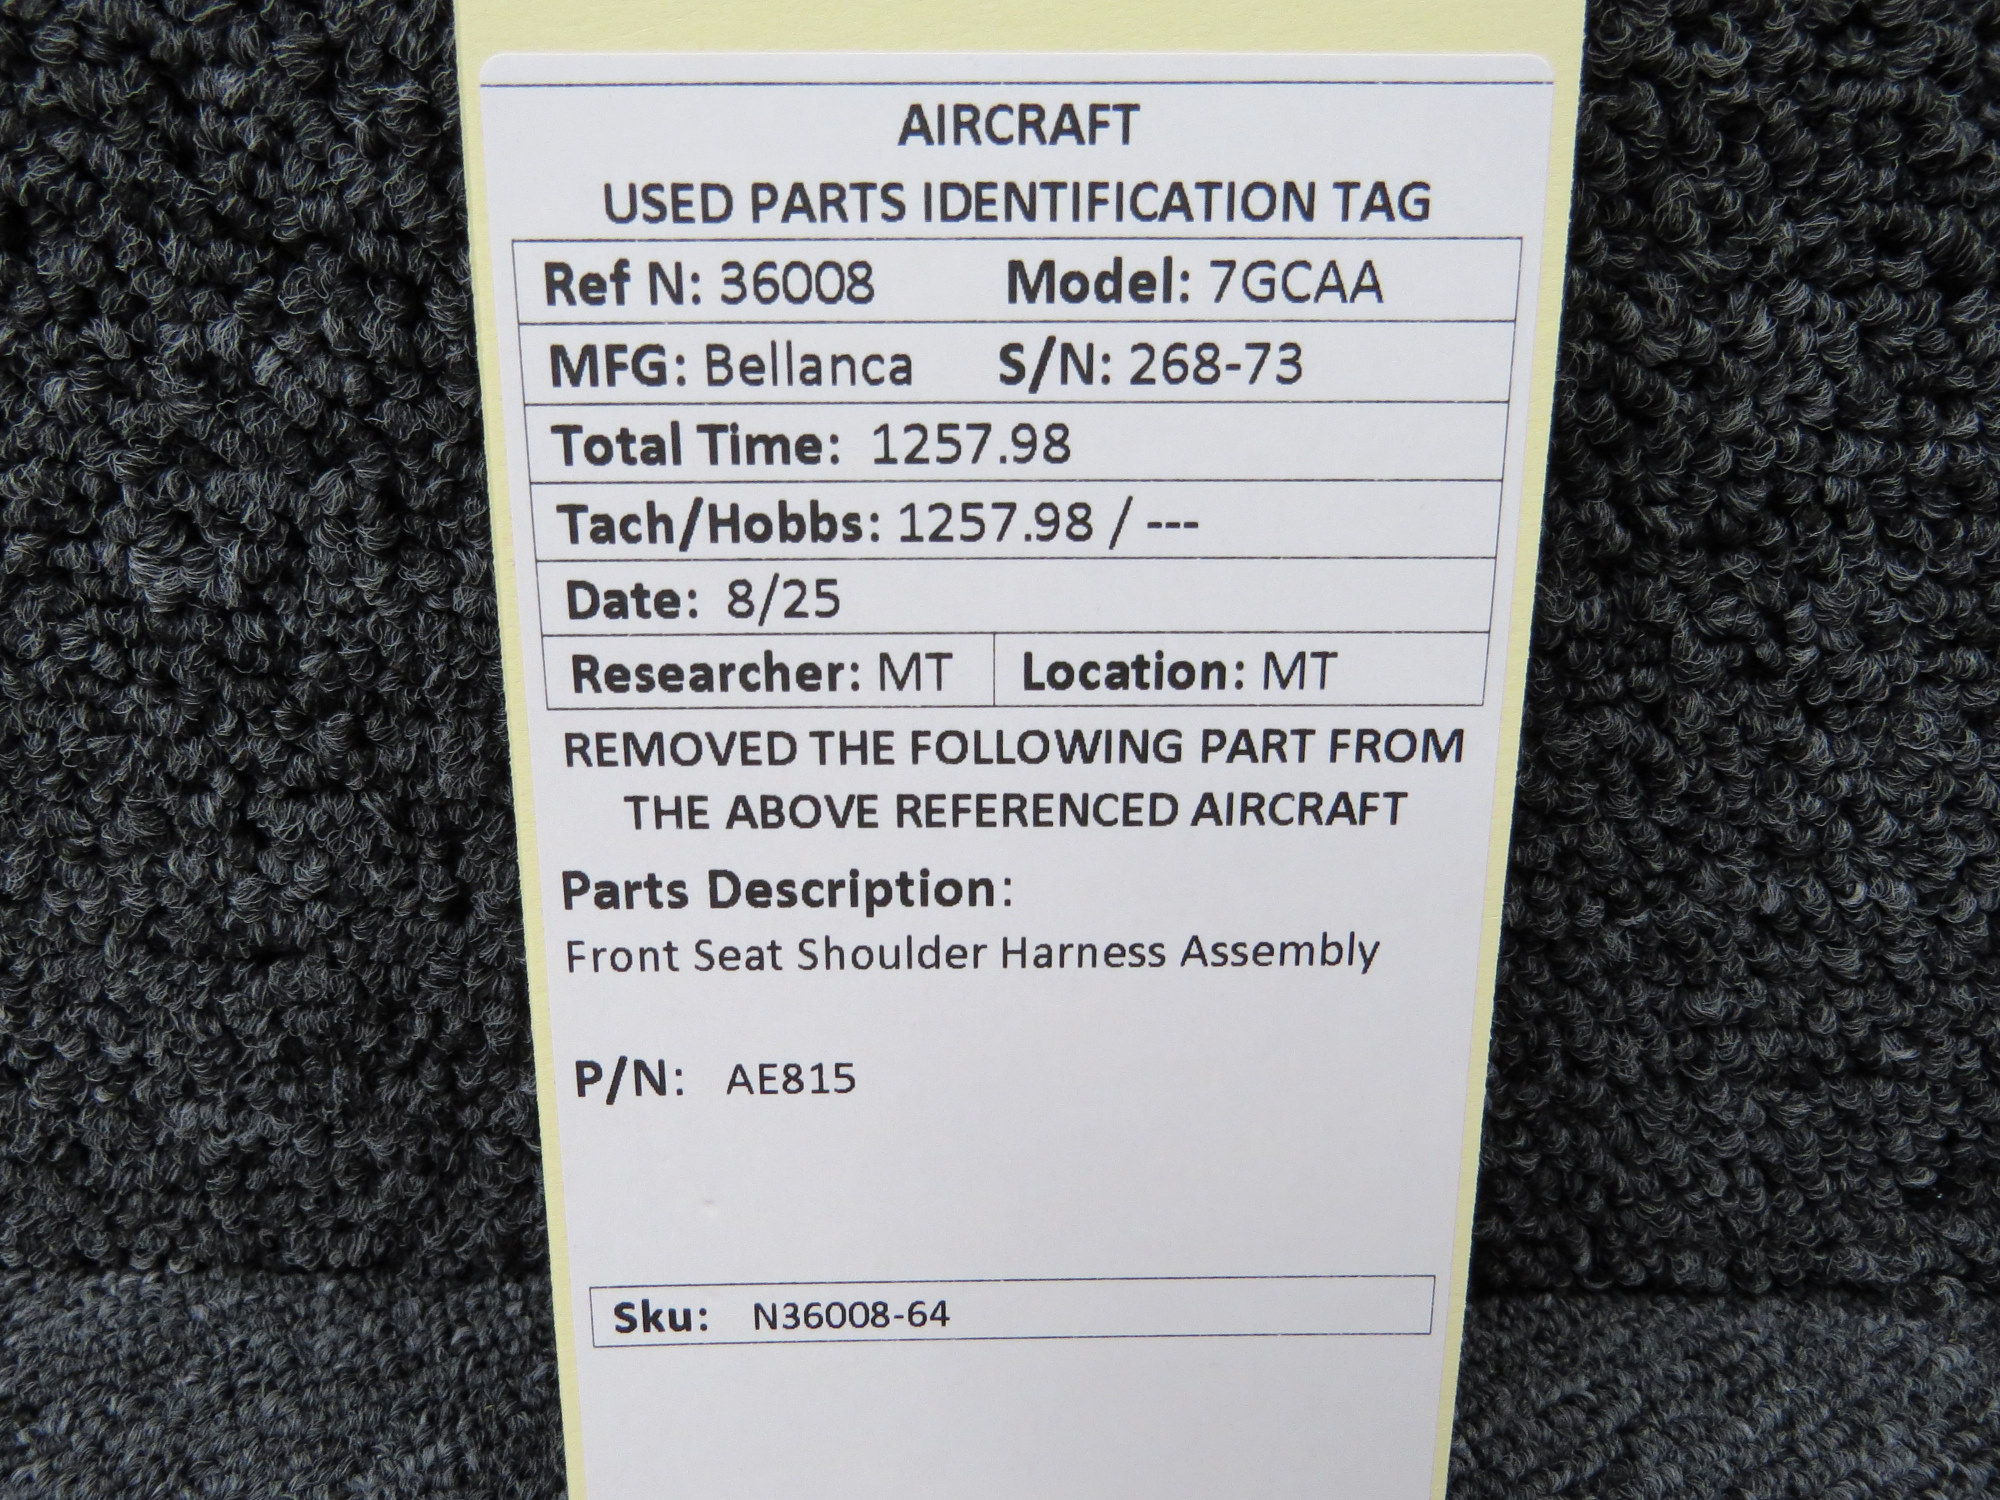 AIRCRAFT
USED PARTS IDENTIFICATION TAG
Ref N: 36008 Model: 7GCAA
MFG: Bellanca S/N: 268-73
Total Time: 1257.98
Tach/Hobbs: 1257.98 / ---
Date: 8/25
Researcher: MT Location: MT
REMOVED THE FOLLOWING PART FROM
THE ABOVE REFERENCED AIRCRAFT
Parts Description:
Front Seat Shoulder Harness Assembly
P/N: AE815
Sku: N36008-64